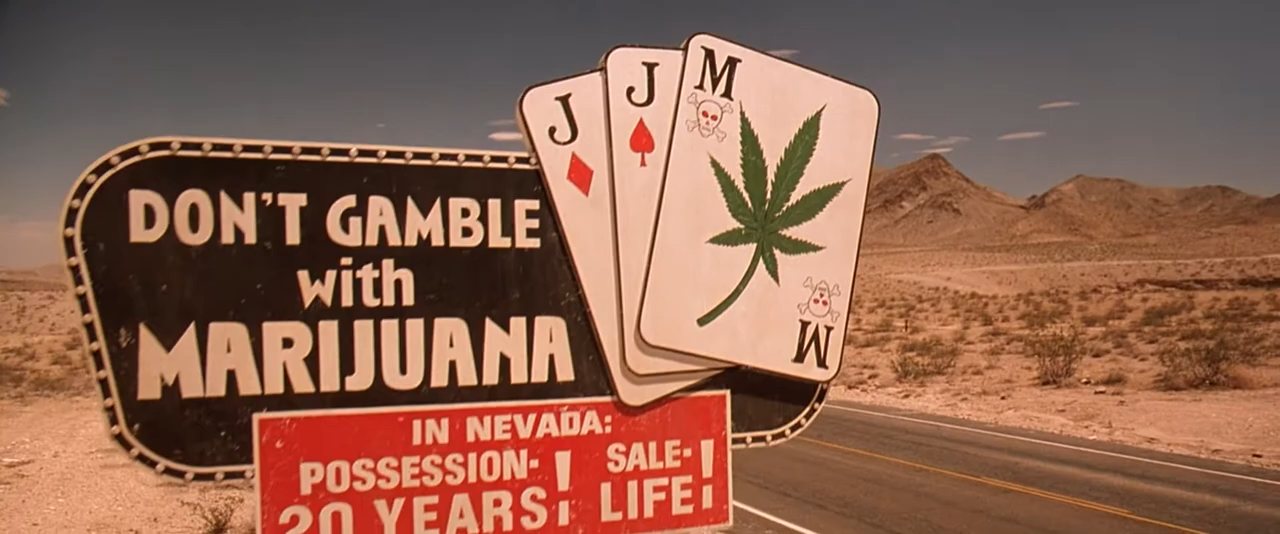 DON'T GAMBLE
with
MARIJUANA
J
J
M
M
IN NEVADA:
POSSESSION-
20 YEARS!
SALE-
LIFE!